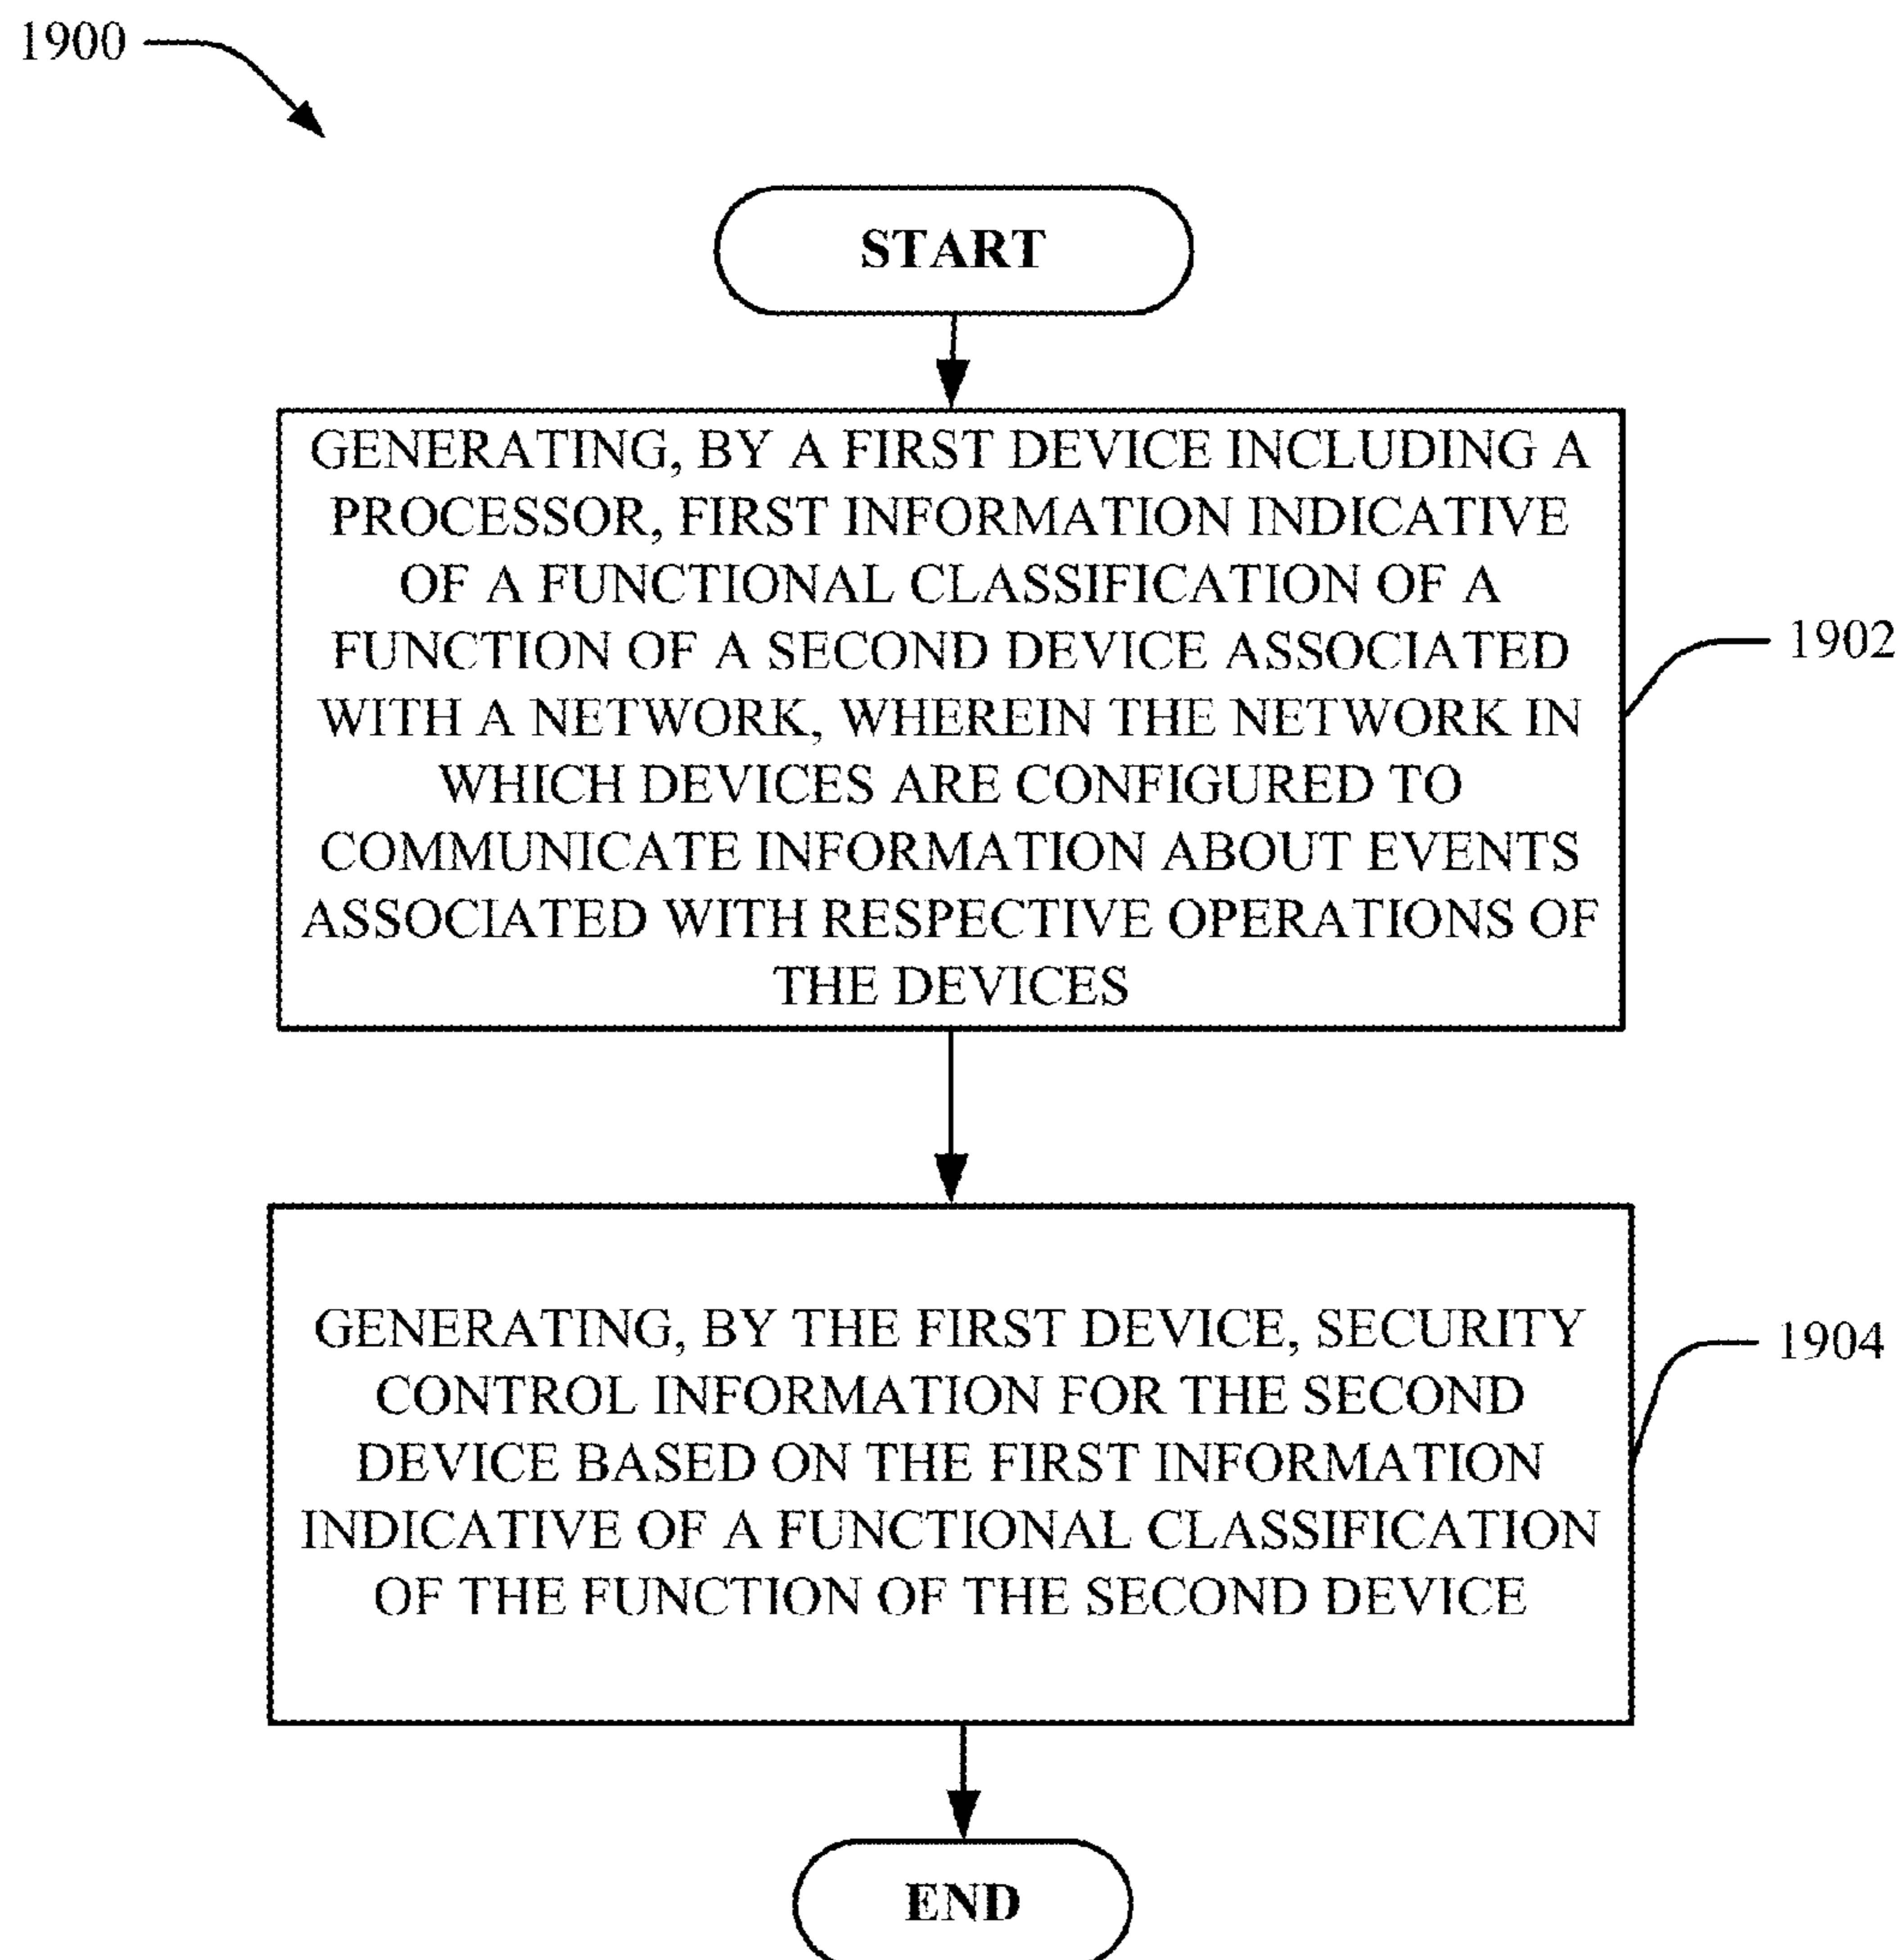 1900
START
GENERATING, BY A FIRST DEVICE INCLUDING A
PROCESSOR, FIRST INFORMATION INDICATIVE
OF A FUNCTIONAL CLASSIFICATION OF A
FUNCTION OF A SECOND DEVICE ASSOCIATED
WITH A NETWORK, WHEREIN THE NETWORK IN
WHICH DEVICES ARE CONFIGURED TO
COMMUNICATE INFORMATION ABOUT EVENTS
ASSOCIATED WITH RESPECTIVE OPERATIONS OF
THE DEVICES
1902
GENERATING, BY THE FIRST DEVICE, SECURITY
CONTROL INFORMATION FOR THE SECOND
DEVICE BASED ON THE FIRST INFORMATION
INDICATIVE OF A FUNCTIONAL CLASSIFICATION
OF THE FUNCTION OF THE SECOND DEVICE
1904
END